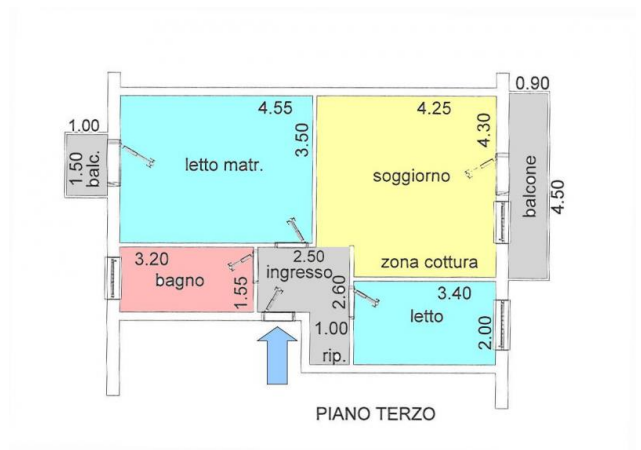 0.90
1.00
4.55
4.25
3.50
4.30
1.50
balc.
letto matr.
soggiorno
balcone
4.50
3.20
bagno
1.55
2.50
ingresso
2.60
zona cottura
3.40
letto
2.00
1.00
rip.
PIANO TERZO